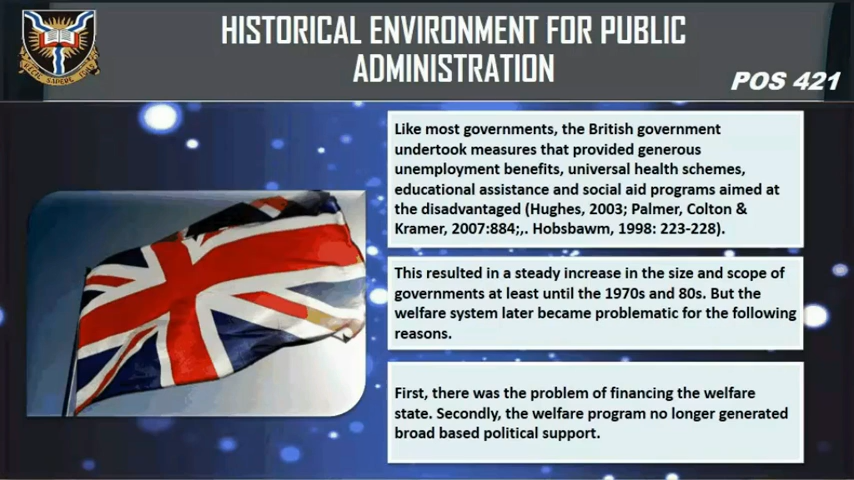 HISTORICAL ENVIRONMENT FOR PUBLIC
ADMINISTRATION
POS 421
Like most governments, the British government
undertook measures that provided generous
unemployment benefits, universal health schemes,
educational assistance and social aid programs aimed at
the disadvantaged (Hughes, 2003; Palmer, Colton &
Kramer, 2007:884;,. Hobsbawm, 1998: 223-228).
This resulted in a steady increase in the size and scope of
governments at least until the 1970s and 80s. But the
welfare system later became problematic for the following
reasons.
First, there was the problem of financing the welfare
state. Secondly, the welfare program no longer generated
broad based political support.